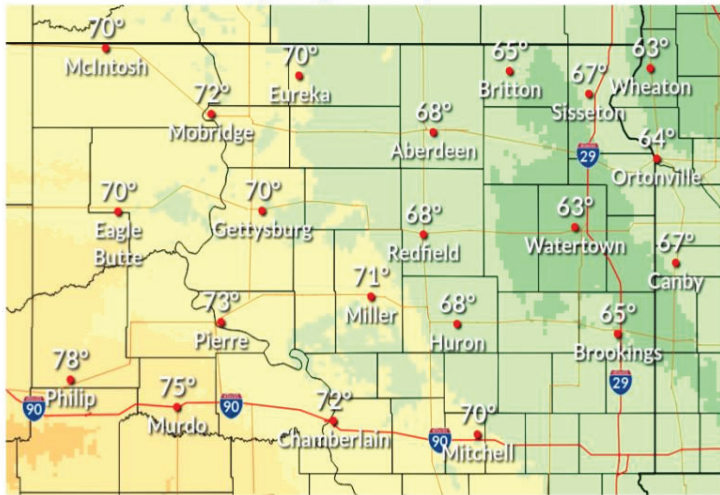 70°
McIntosh
70°
Eureka
65°
Britton
67°
Sisseton
63°
Wheaton
72°
Mobridge
68°
Aberdeen
29
64°
Ortonville
70°
Eagle
Butte
70°
Gettysburg
68°
Redfield
63°
Watertown
67°
Canby
73°
Pierre
71°
Miller
68°
Huron
65°
Brookings
78°
Philip
90
75°
Murdo
90
72°
Chamberlain
90
70°
Mitchell
29